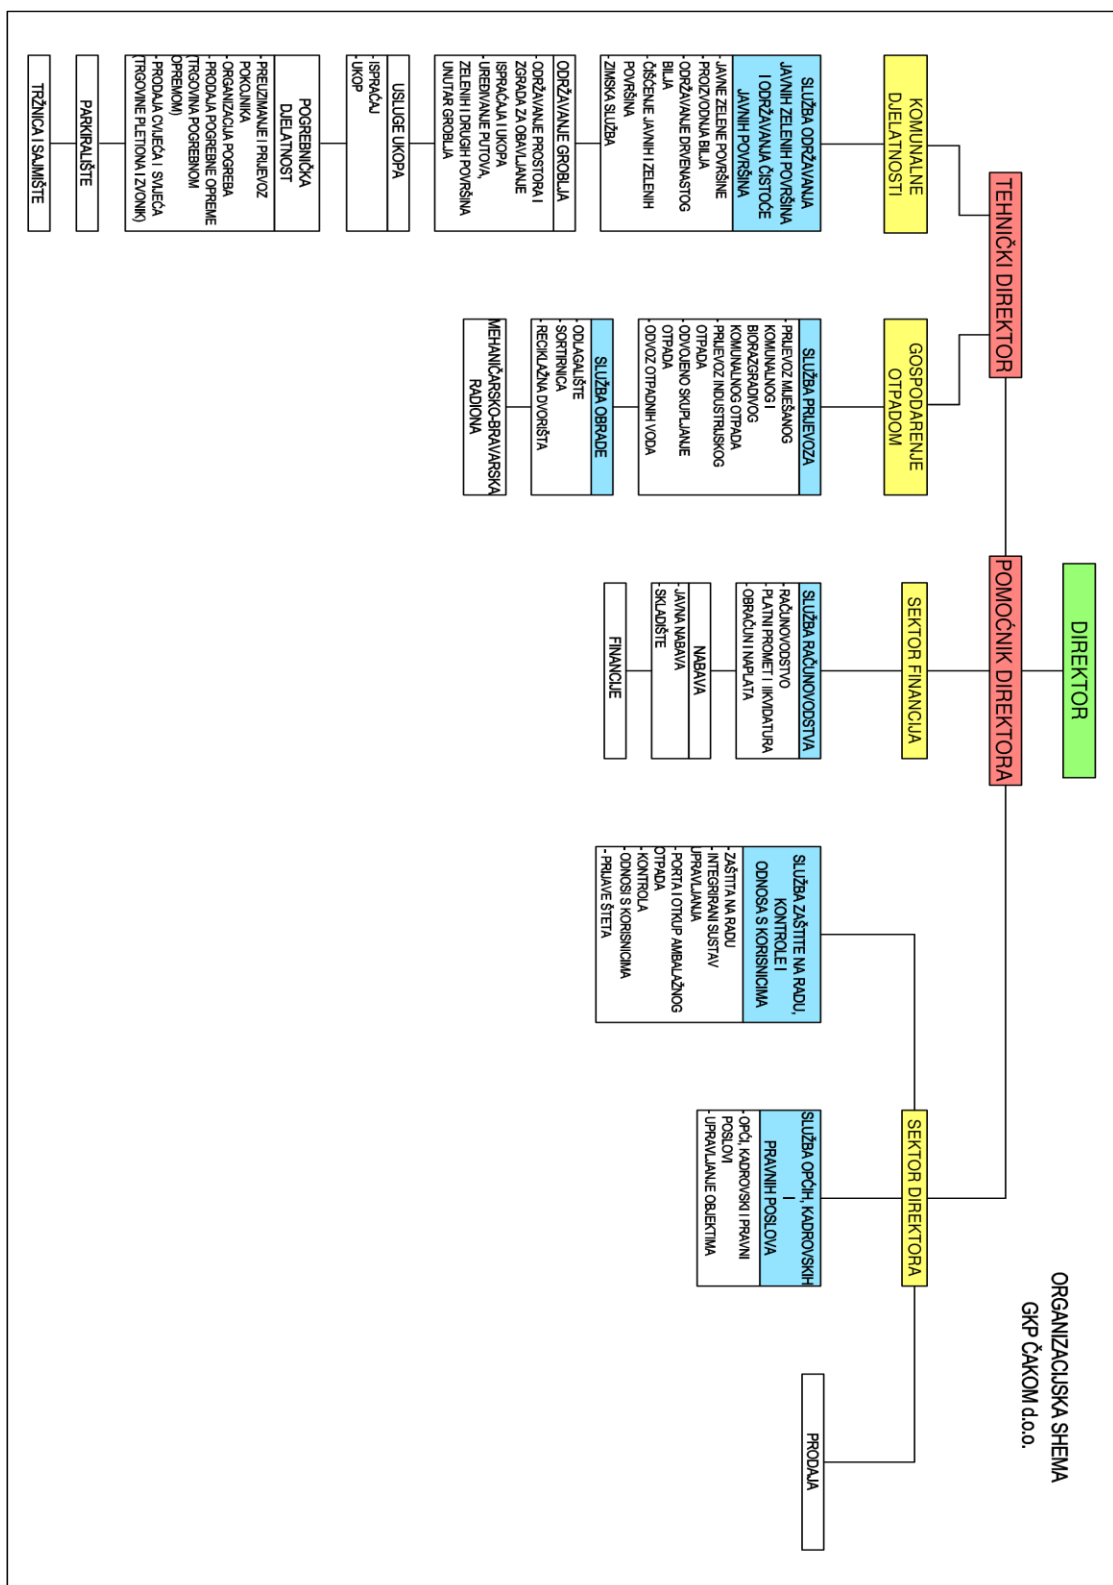 ORGANIZACIJSKA SHEMA
GKP ČAKOM d.o.o.
DIREKTOR
TEHNIČKI DIREKTOR
POMOĆNIK DIREKTORA
KOMUNALNE
DJELATNOSTI
GOSPODARENJE
OTPADOM
SEKTOR FINANCIJA
SEKTOR DIREKTORA
SLUŽBA ODRŽAVANJA
JAVNIH ZELENIH POVRŠINA
I ODRŽAVANJA ČISTOĆE
JAVNIH POVRŠINA
- JAVNE ZELENE POVRŠINE
- PROIZVODNJA BILJA
- ODRŽAVANJE DRVENASTOG
BILJA
- ČIŠĆENJE JAVNIH I ZELENIH
POVRŠINA
- ZIMSKA SLUŽBA
ODRŽAVANJE GROBLJA
- ODRŽAVANJE PROSTORA I
ZGRADA ZA OBAVLJANJE
ISPRAĆAJA I UKOPA
- UREĐIVANJE PUTOVA,
ZELENIH I DRUGIH POVRŠINA
UNUTAR GROBLJA
USLUGE UKOPA
- ISPRAĆAJ
- UKOP
POGREBNIČKA
DJELATNOST
- PREUZIMANJE I PRIJEVOZ
POKOJNIKA
- ORGANIZACIJA POGREBA
- PRODAJA POGREBNE OPREME
(TRGOVINA POGREBNOM
OPREMOM)
- PRODAJA CVIJEĆA I SVIJEĆA
(TRGOVINE PLETIONA I ZVONIK)
PARKIRALIŠTE
TRŽNICA I SAJMIŠTE
SLUŽBA PRIJEVOZA
- PRIJEVOZ MIJEŠANOG
KOMUNALNOG I
BIORAZGRADIVOG
KOMUNALNOG OTPADA
- PRIJEVOZ INDUSTRIJSKOG
OTPADA
- ODVOJENO SKUPLJANJE
OTPADA
- ODVOZ OTPADNIH VODA
SLUŽBA OBRADE
- ODLAGALIŠTE
- SORTIRNICA
- RECIKLAŽNA DVORIŠTA
MEHANIČARSKO-BRAVARSKA
RADIONA
SLUŽBA RAČUNOVODSTVA
- RAČUNOVODSTVO
- PLATNI PROMET I lIKVIDATURA
- OBRAČUN I NAPLATA
NABAVA
- JAVNA NABAVA
- SKLADIŠTE
FINANCIJE
SLUŽBA ZAŠTITE NA RADU,
KONTROLE I
ODNOSA S KORISNICIMA
- ZAŠTITA NA RADU
- INTEGRIRANI SUSTAV
UPRAVLJANJA
- PORTA I OTKUP AMBALAŽNOG
OTPADA
- KONTROLA
- ODNOSI S KORISNICIMA
- PRIJAVE ŠTETA
SLUŽBA OPĆIH, KADROVSKIH
I
PRAVNIH POSLOVA
- OPĆI, KADROVSKI I PRAVNI
POSLOVI
- UPRAVLJANJE OBJEKTIMA
PRODAJA